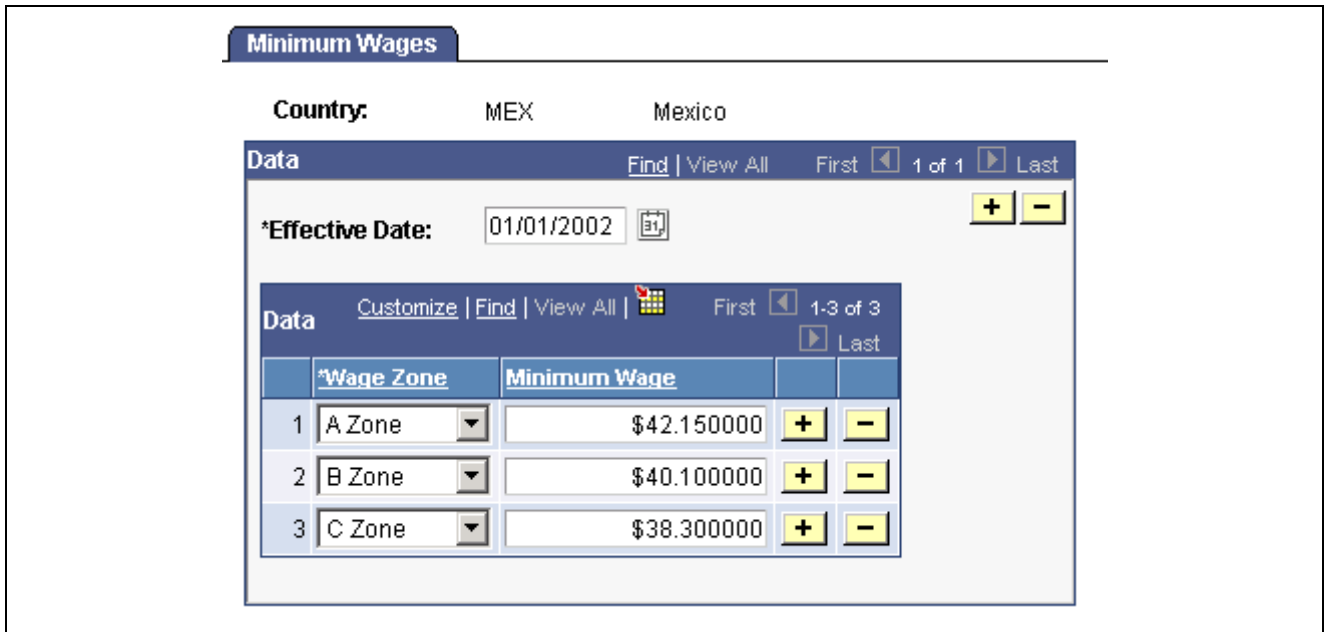 Minimum Wages
Country: MEX Mexico
Data Find | View All First 1 of 1 Last
*Effective Date: 01/01/2002 31 + -
Data Customize | Find | View All | First 1-3 of 3
Last
*Wage Zone Minimum Wage
1 A Zone $42.150000 + -
2 B Zone $40.100000 + -
3 C Zone $38.300000 + -